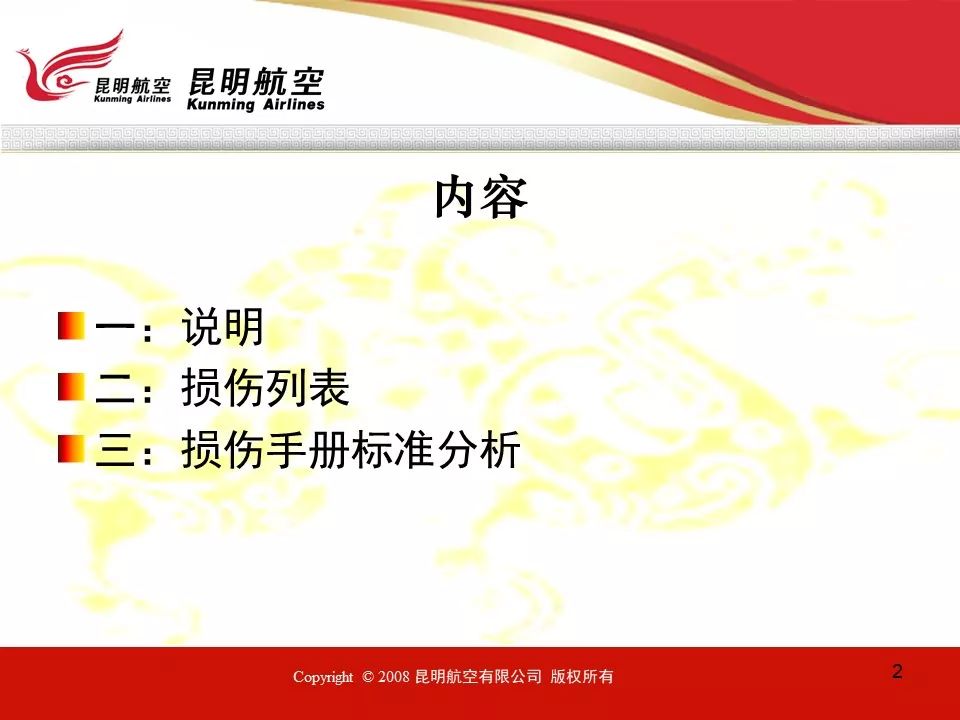 昆明航空 昆明航空
Kunming Airlines Kunming Airlines
内容
一：说明
二：损伤列表
三：损伤手册标准分析
Copyright © 2008 昆明航空有限公司 版权所有
2